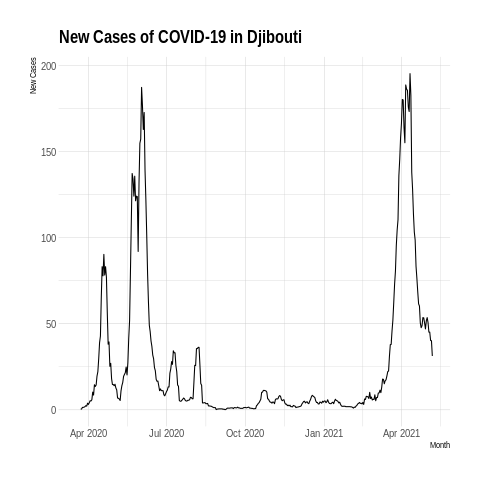 New Cases of COVID-19 in Djibouti
New Cases
200
150
100
50
0
Apr 2020 Jul 2020 Oct 2020 Jan 2021 Apr 2021
Month